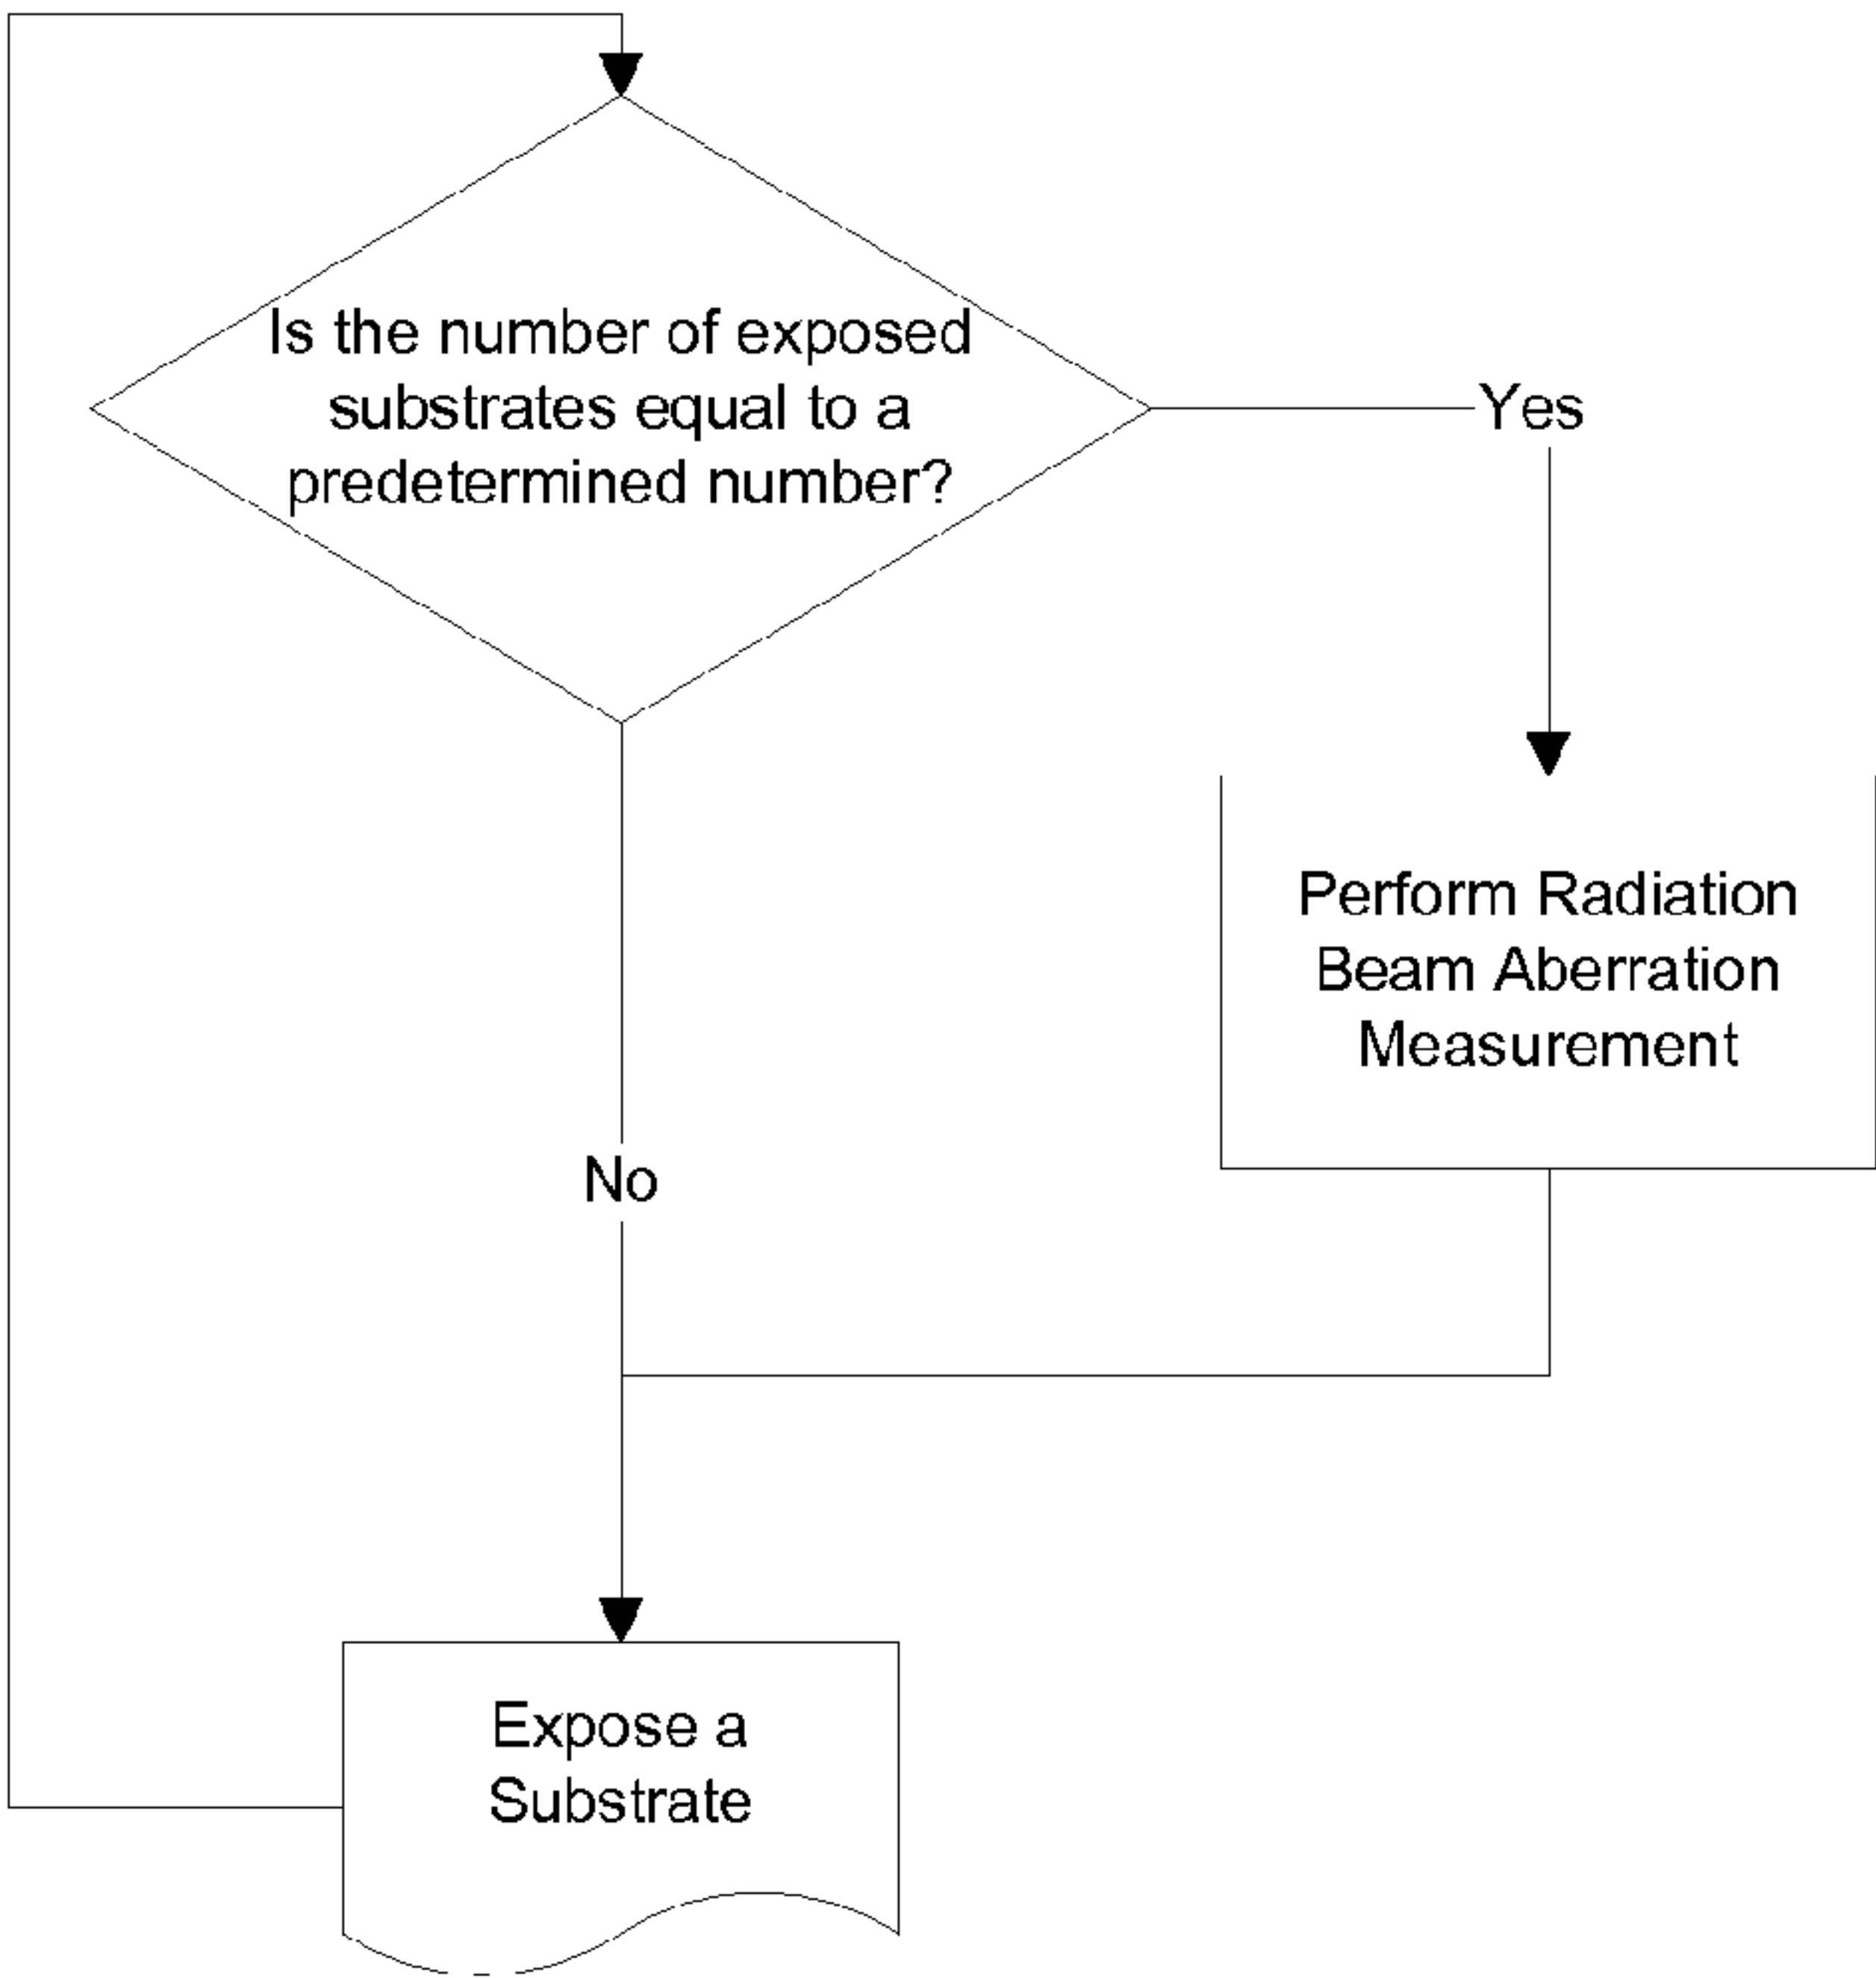 Is the number of exposed
substrates equal to a
predetermined number?
Yes
Perform Radiation
Beam Aberration
Measurement
No
Expose a
Substrate